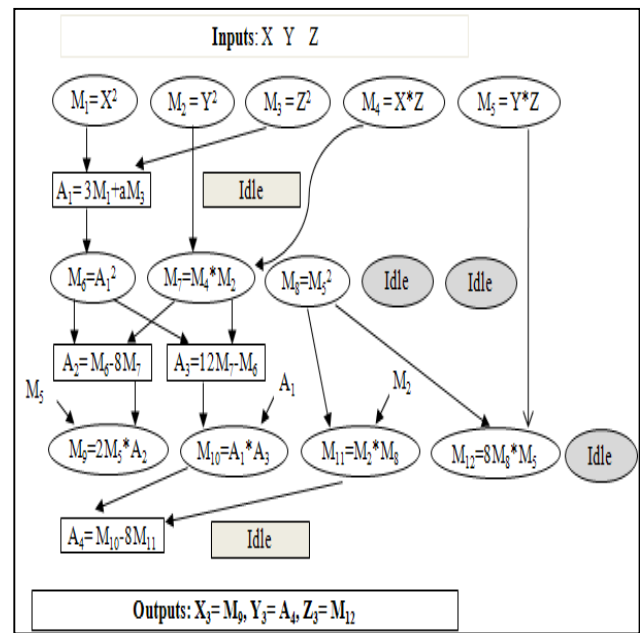 Inputs: X Y Z
M₁=X² M₂=Y² M₃=Z² M₄=X*Z M₅=Y*Z
A₁=3M₁+aM₃ Idle
M₆=A₁² M₇=M₄*M₂ M₈=M₅² Idle Idle
A₂=M₆-8M₇ A₃=12M₇-M₆
M₅ A₁ M₂
M₉=2M₅*A₂ M₁₀=A₁*A₃ M₁₁=M₂*M₈ M₁₂=8M₈*M₅ Idle
A₄=M₁₀-8M₁₁ Idle
Outputs: X₃=M₉, Y₃=A₄, Z₃=M₁₂